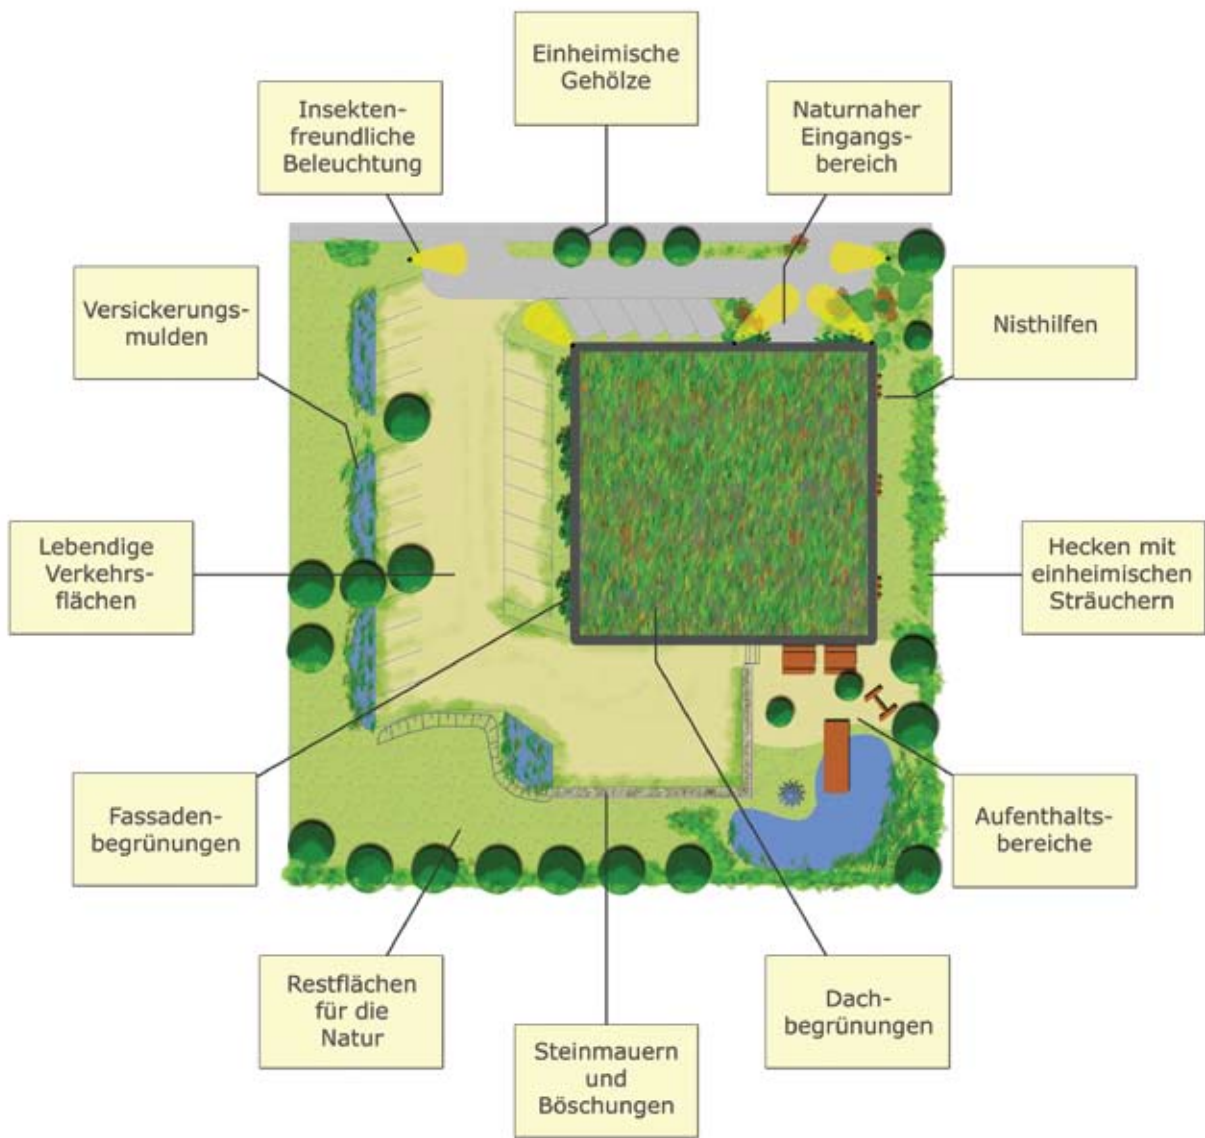 Einheimische
Gehölze
Insekten-
freundliche
Beleuchtung
Naturnaher
Eingangs-
bereich
Versickerungs-
mulden
Nisthilfen
Lebendige
Verkehrs-
flächen
Hecken mit
einheimischen
Sträuchern
Fassaden-
begrünungen
Aufenthalts-
bereiche
Restflächen
für die
Natur
Steinmauern
und
Böschungen
Dach-
begrünungen